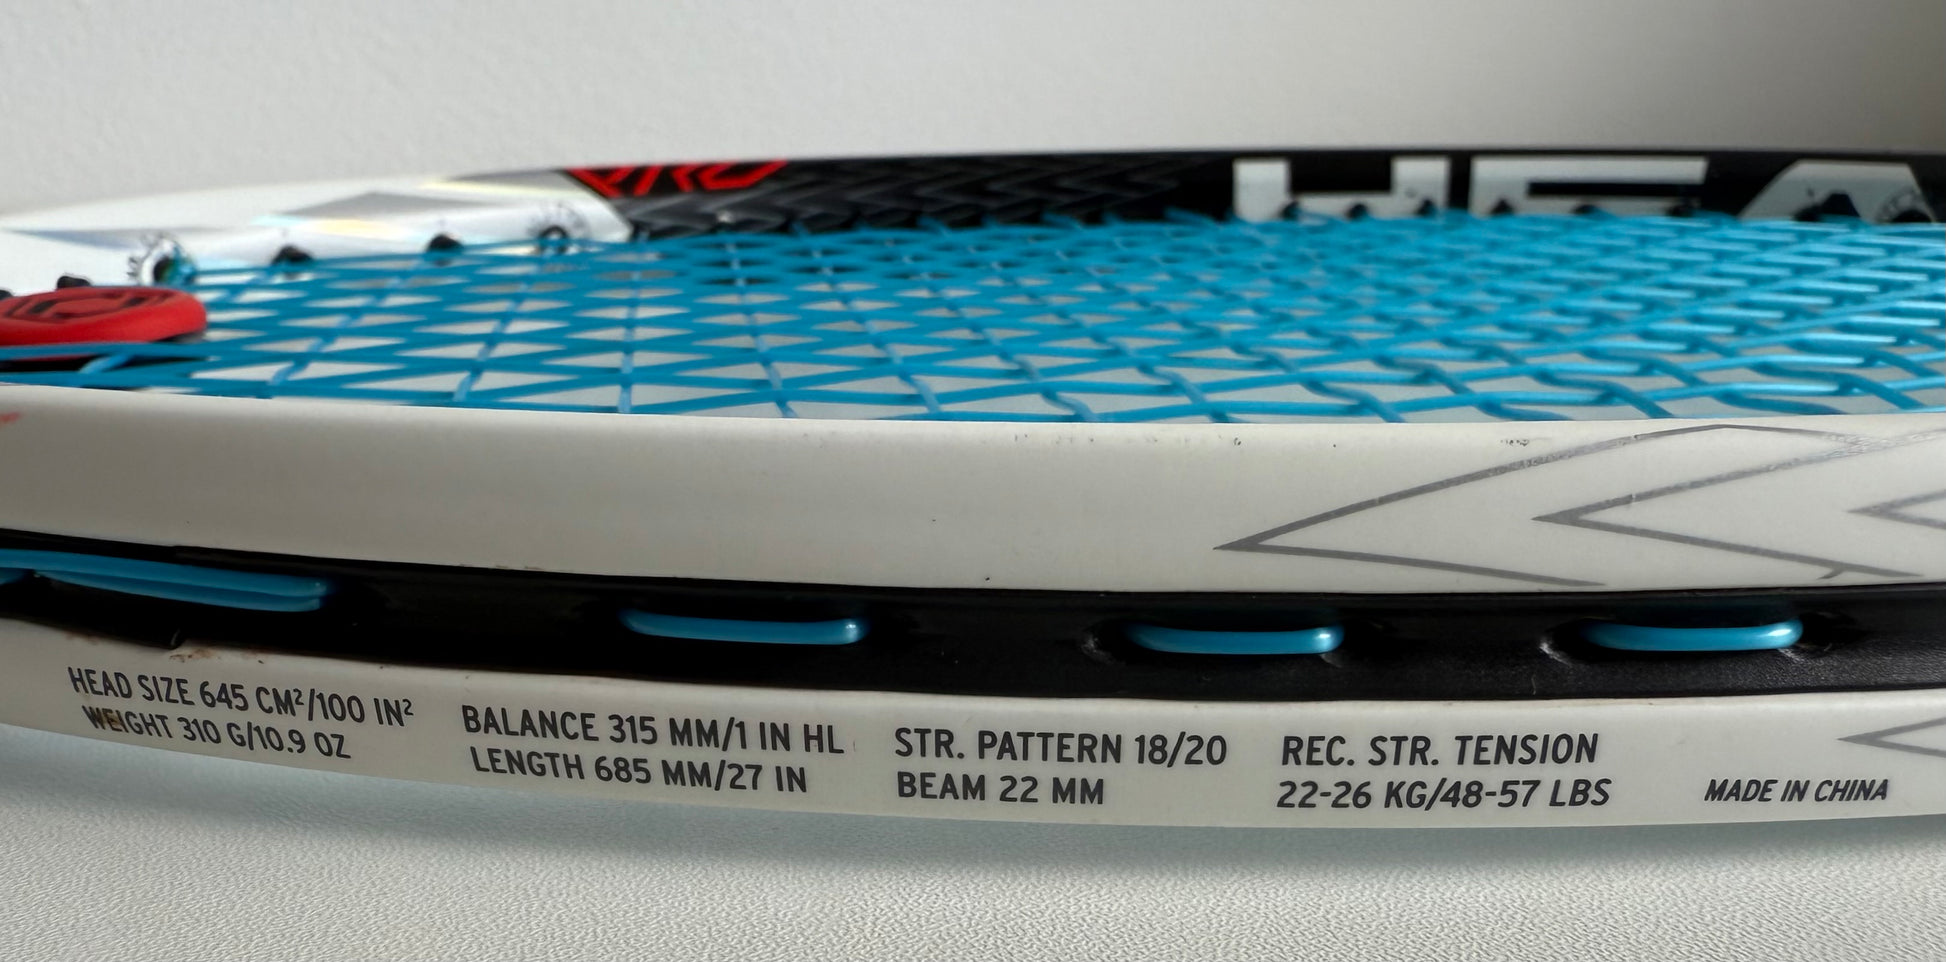 PRO
HEA
HEAD SIZE 645 CM²/100 IN²
WEIGHT 310 G/10.9 OZ
BALANCE 315 MM/1 IN HL
LENGTH 685 MM/27 IN
STR. PATTERN 18/20
BEAM 22 MM
REC. STR. TENSION
22-26 KG/48-57 LBS
MADE IN CHINA